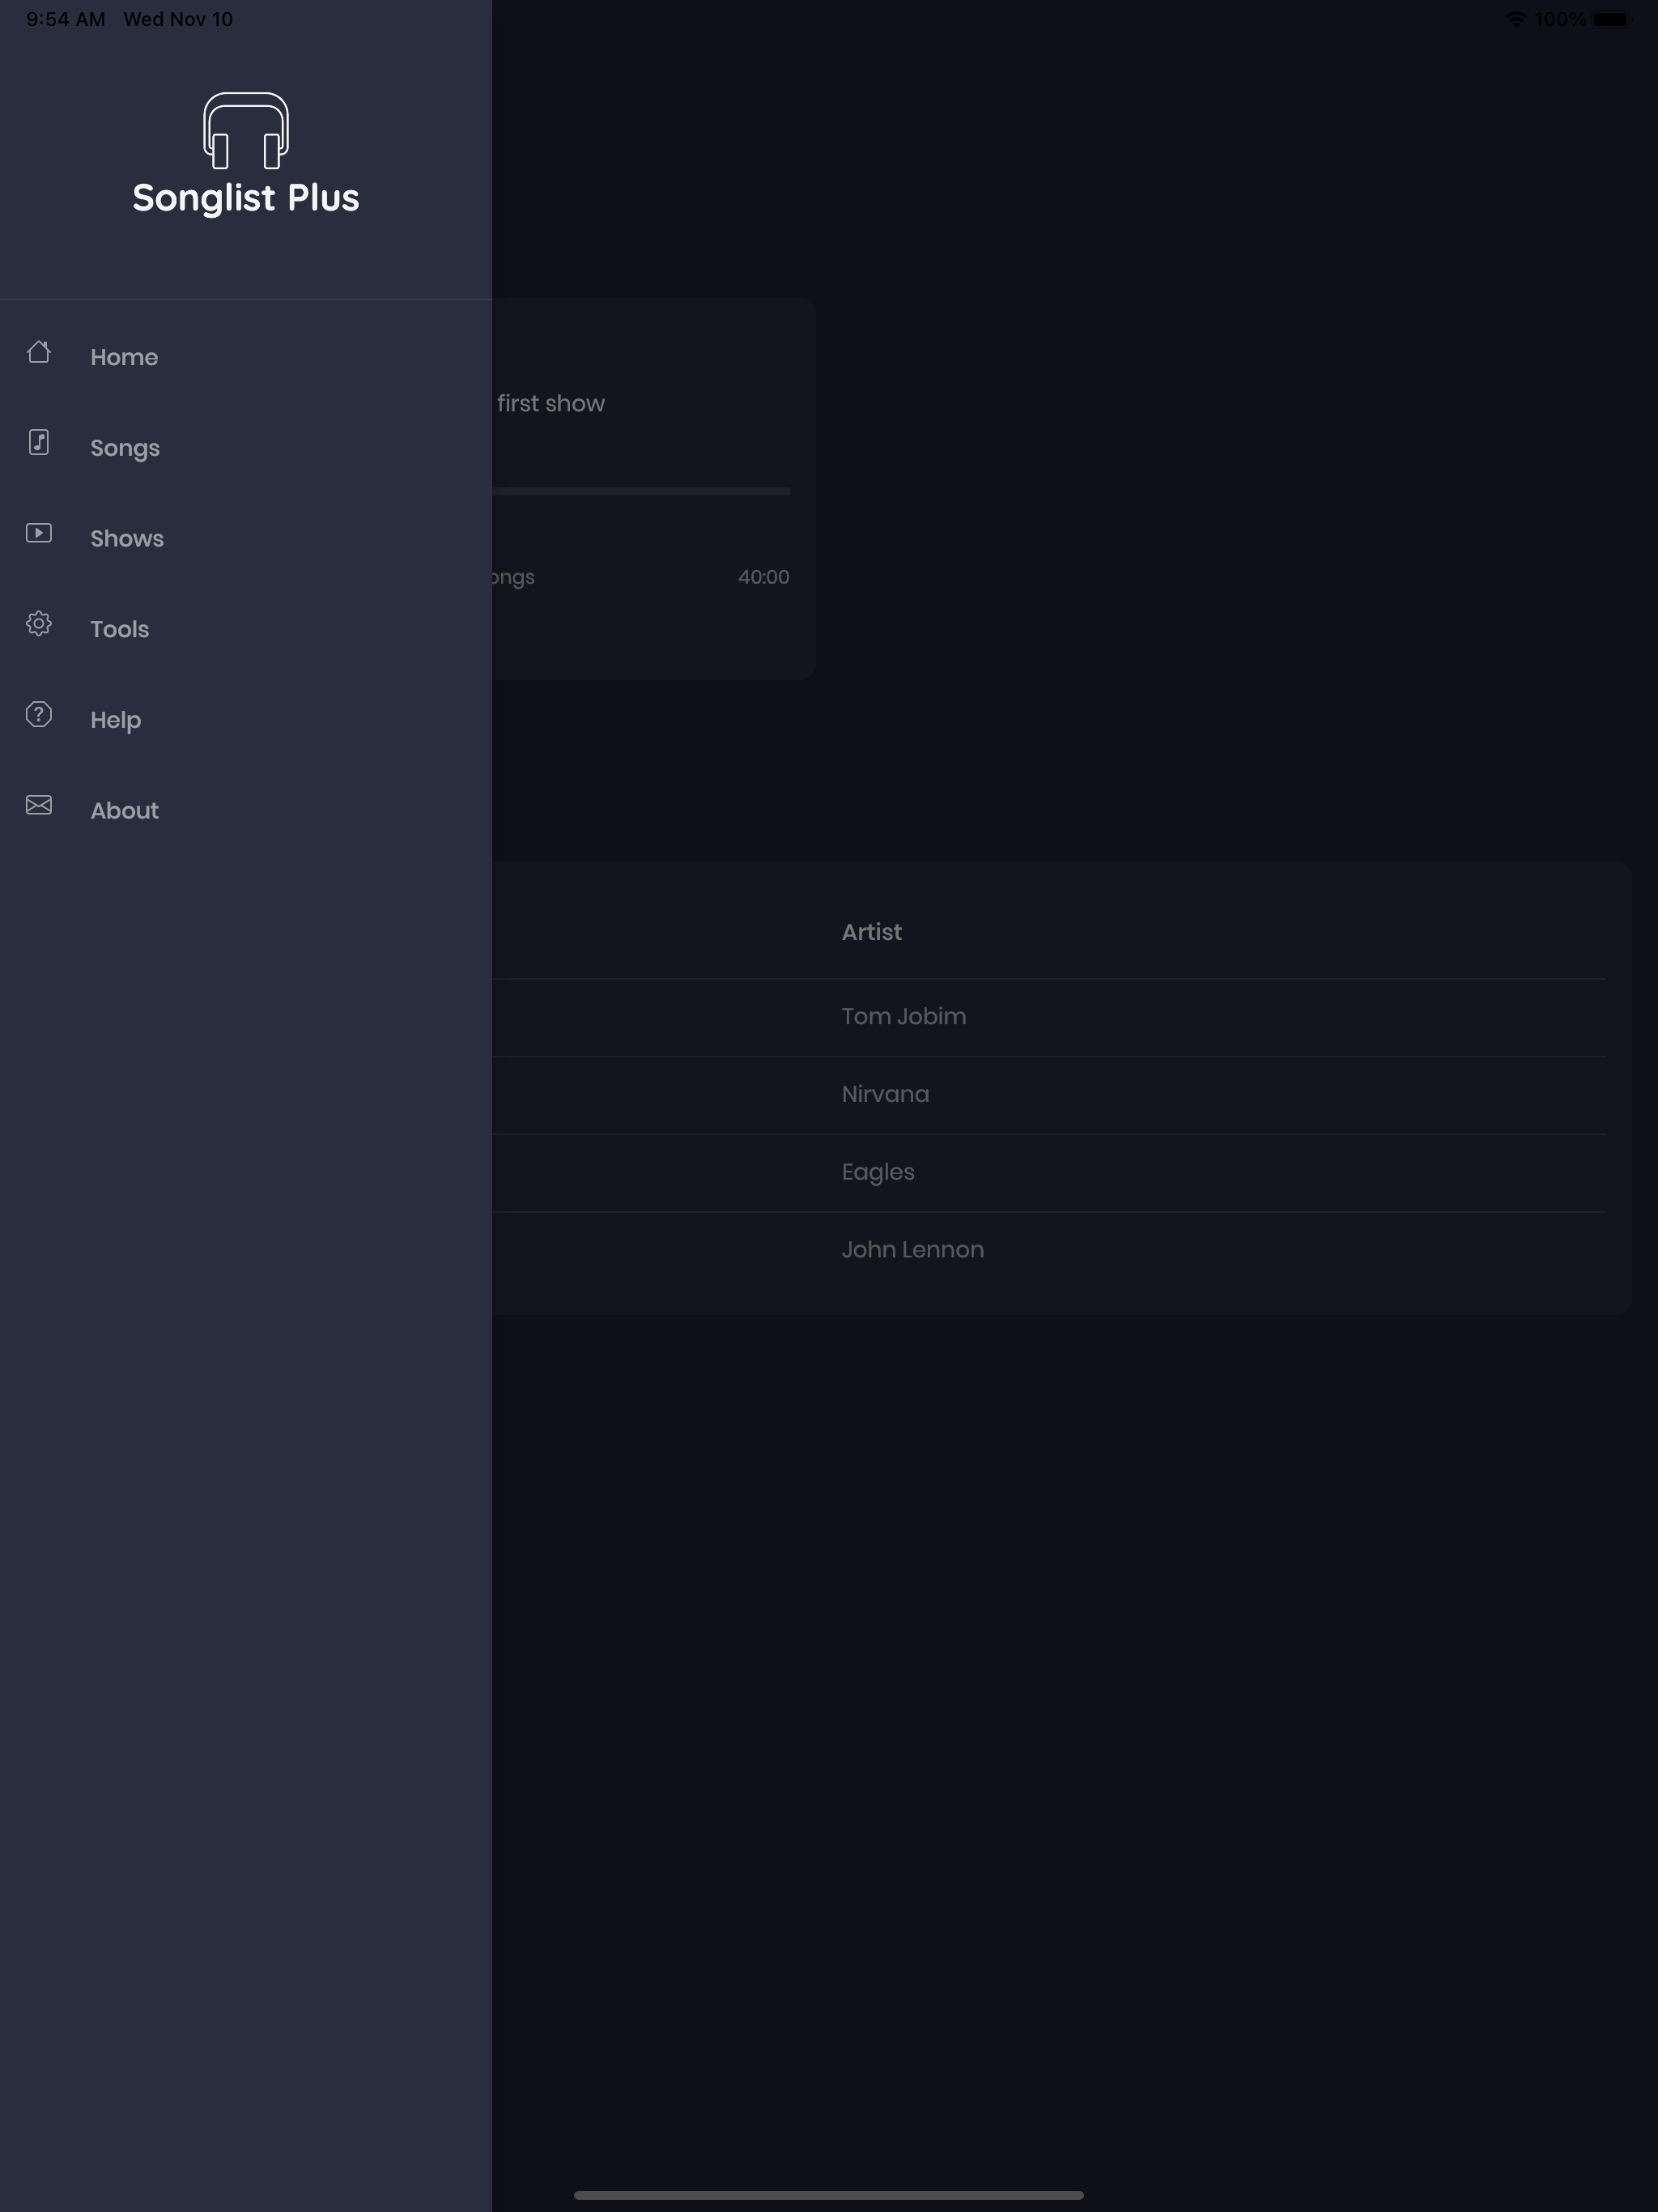 9:54 AM Wed Nov 10 100%
Songlist Plus
Home
first show
Songs
Shows
40:00
Tools
Help
About
Artist
Tom Jobim
Nirvana
Eagles
John Lennon